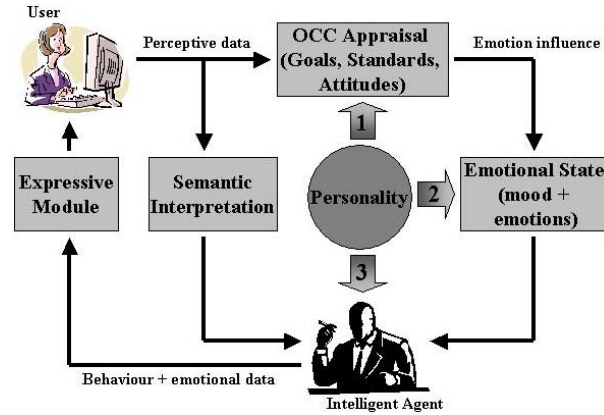 User
Perceptive data
OCC Appraisal
(Goals, Standards,
Attitudes)
Emotion influence
1
Expressive
Module
Semantic
Interpretation
Personality
2
Emotional State
(mood +
emotions)
3
Behaviour + emotional data
Intelligent Agent